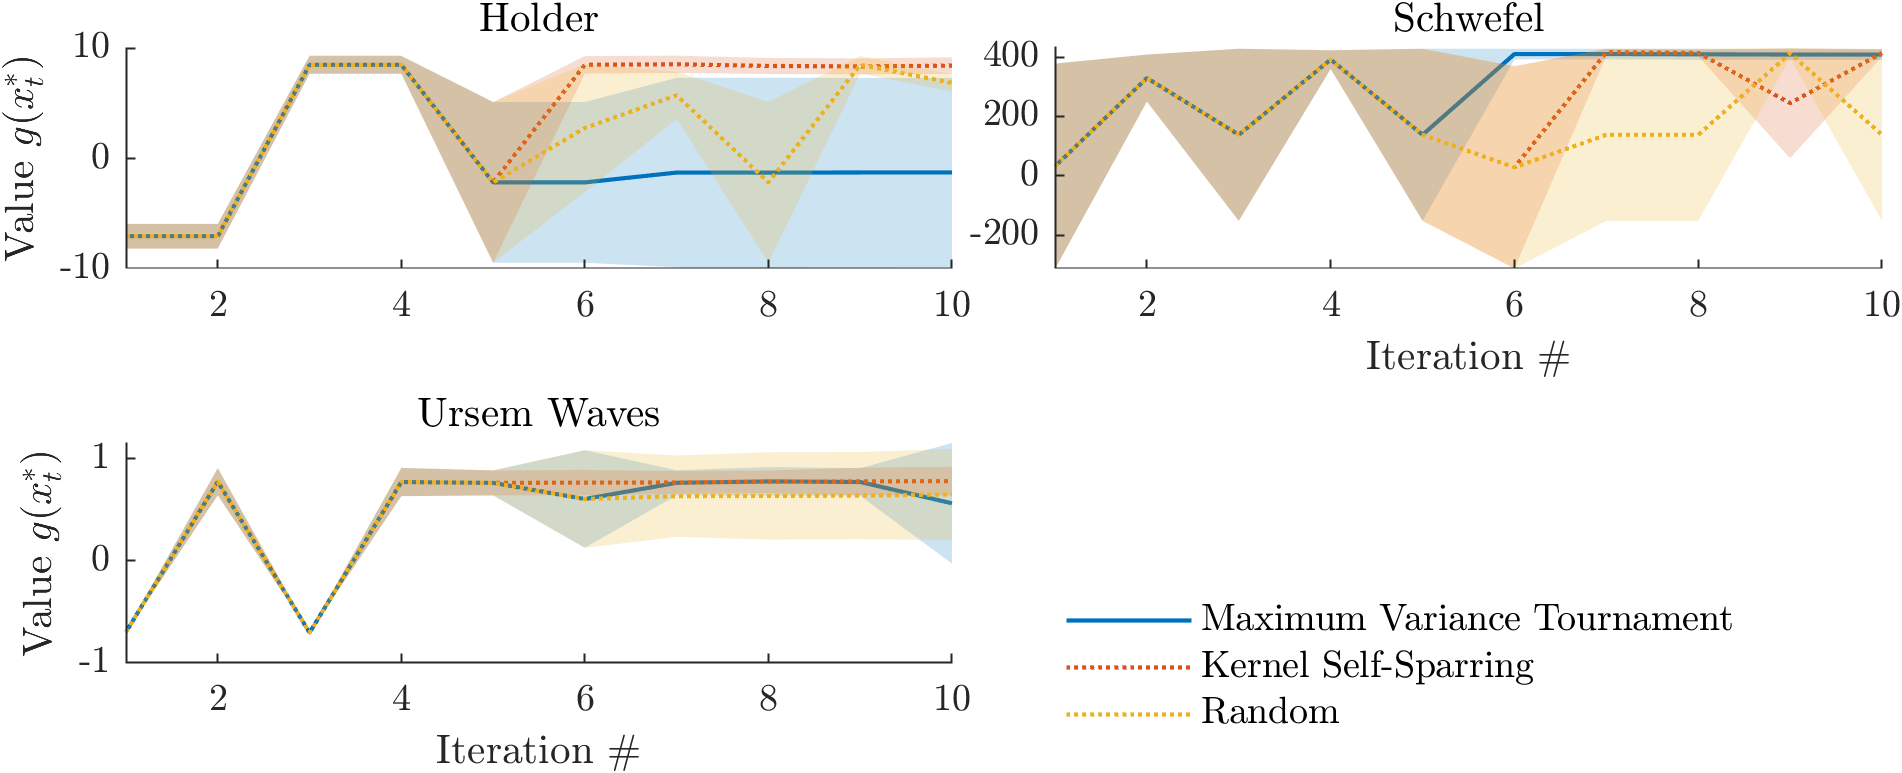 Holder
Value g(x*t)
10
0
-10
2 4 6 8 10
Schwefel
400
200
0
-200
2 4 6 8 10
Iteration #
Ursem Waves
Value g(x*t)
1
0
-1
2 4 6 8 10
Iteration #
Maximum Variance Tournament
Kernel Self-Sparring
Random